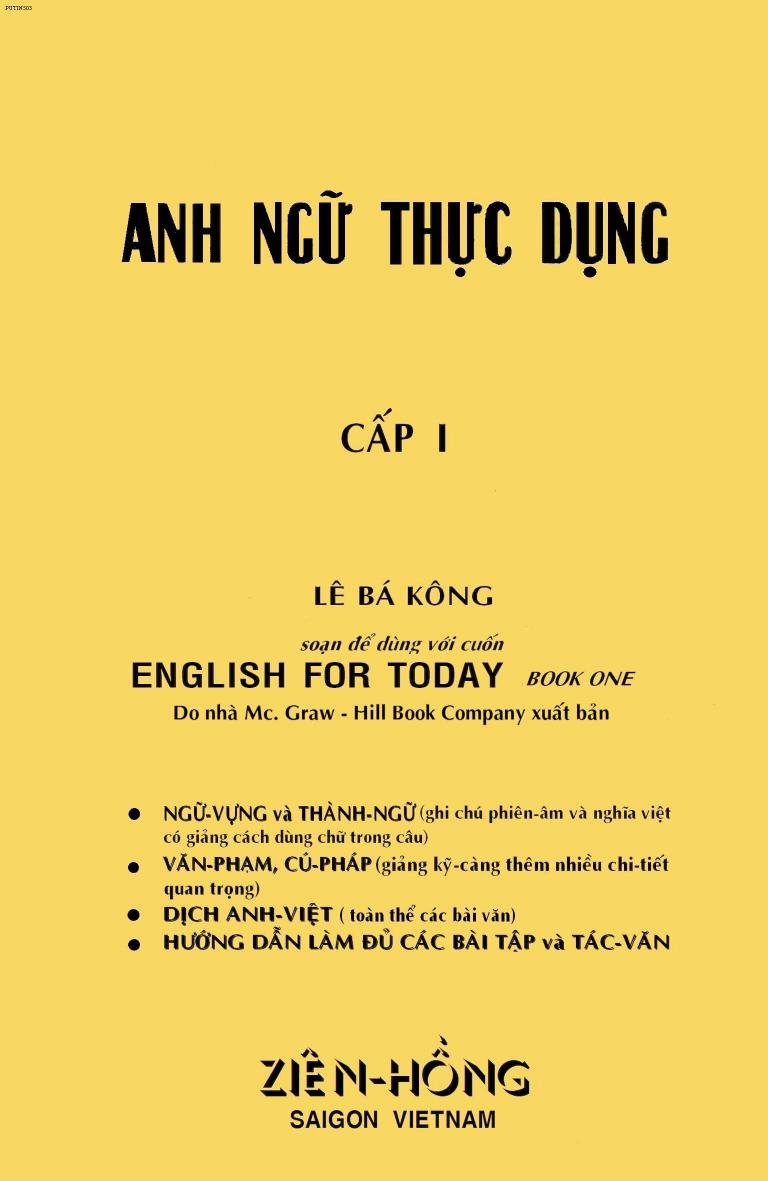 PUTIN503
ANH NGỮ THỰC DỤNG
CẤP I
LÊ BÁ KÔNG
soạn để dùng với cuốn
ENGLISH FOR TODAY BOOK ONE
Do nhà Mc. Graw - Hill Book Company xuất bản
● NGỮ-VỰNG và THÀNH-NGỮ (ghi chú phiên-âm và nghĩa việt
có giảng cách dùng chữ trong câu)
● VĂN-PHẠM, CÚ-PHÁP (giảng kỹ-càng thêm nhiều chi-tiết
quan trọng)
● DỊCH ANH-VIỆT ( toàn thể các bài văn)
● HƯỚNG DẪN LÀM ĐỦ CÁC BÀI TẬP và TÁC-VĂN
ZIÊN-HỒNG
SAIGON VIETNAM